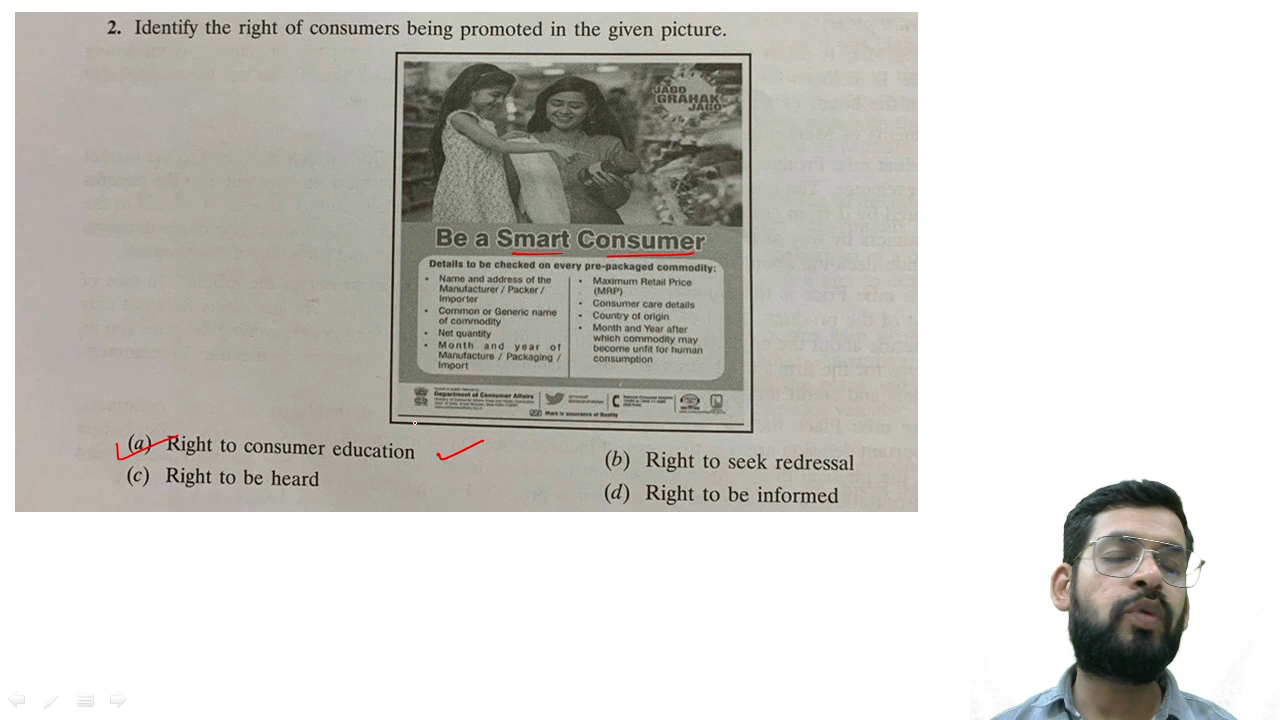 2. Identify the right of consumers being promoted in the given picture.
JAGO
GRAHAK
JAGO
Be a Smart Consumer
Details to be checked on every pre-packaged commodity:
• Name and address of the
Manufacturer / Packer /
Importer
• Common or Generic name
of commodity
• Net quantity
• Month and year of
Manufacture / Packaging /
Import
• Maximum Retail Price
(MRP)
• Consumer care details
• Country of origin
• Month and Year after
which commodity may
become unfit for human
consumption
Department of Consumer Affairs
(a) Right to consumer education
(b) Right to seek redressal
(c) Right to be heard
(d) Right to be informed